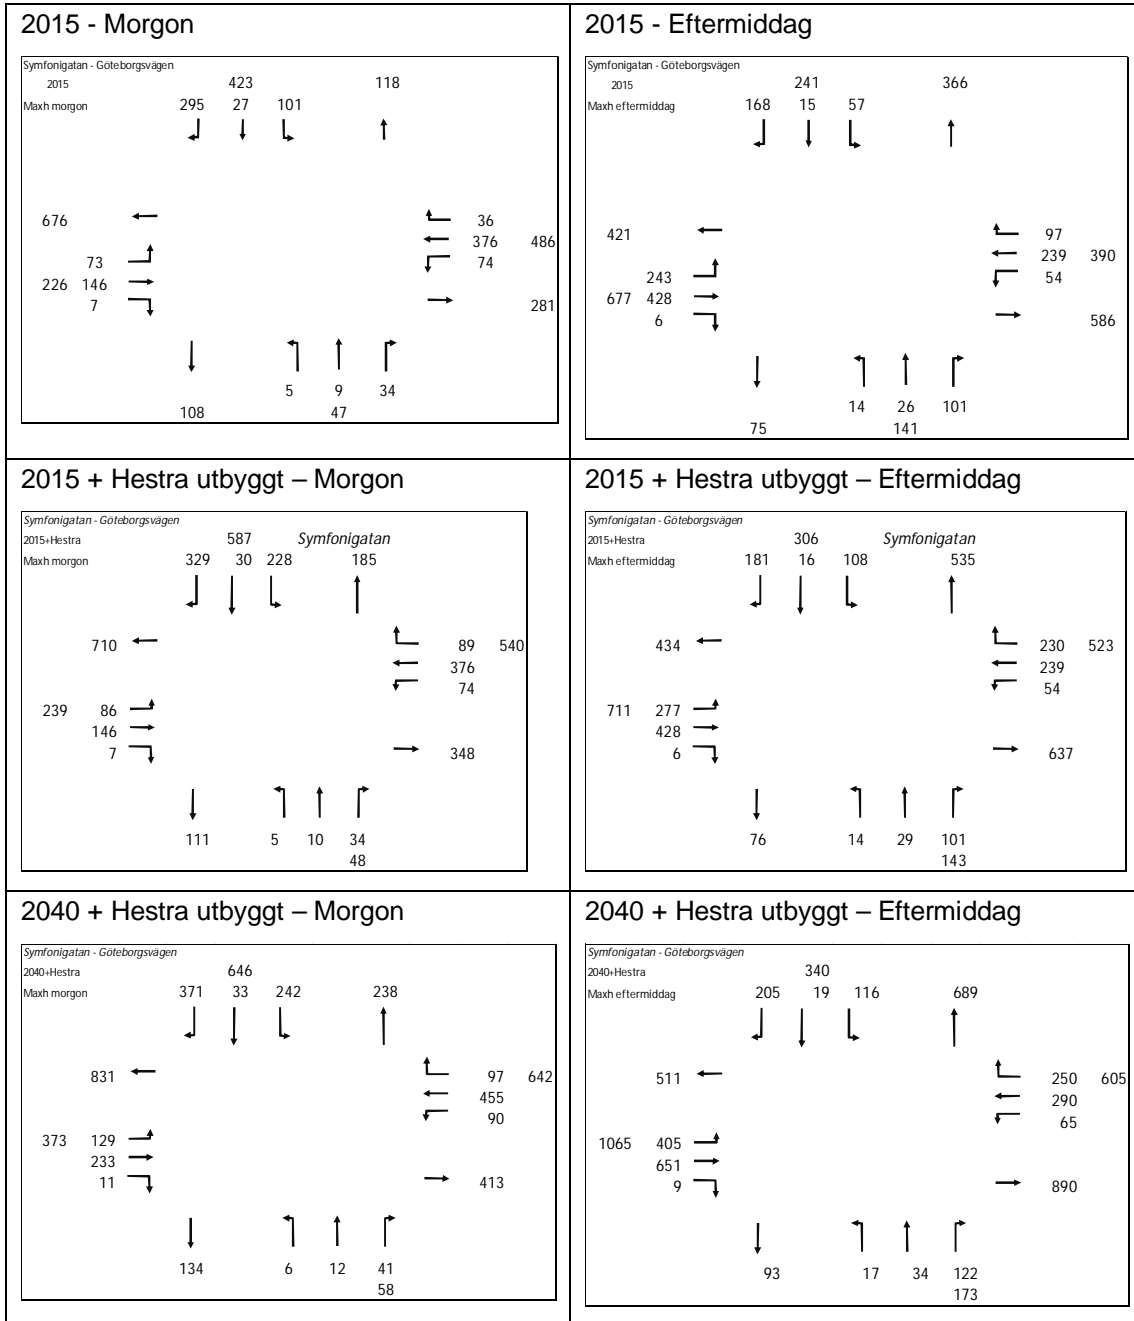 2015 - Morgon
Symfonigatan - Göteborgsvägen
2015 423 118
Maxh morgon 295 27 101
676 36
376 486
73 74
226 146
7 281
5 9 34
108 47
2015 - Eftermiddag
Symfonigatan - Göteborgsvägen
2015 241 366
Maxh eftermiddag 168 15 57
421 97
239 390
243 54
677 428
6 586
14 26 101
75 141
2015 + Hestra utbyggt – Morgon
Symfonigatan - Göteborgsvägen
2015+Hestra 587 Symfonigatan
Maxh morgon 329 30 228 185
710 89 540
376
74
239 86
146
7 348
111 5 10 34
48
2015 + Hestra utbyggt – Eftermiddag
Symfonigatan - Göteborgsvägen
2015+Hestra 306 Symfonigatan
Maxh eftermiddag 181 16 108 535
434 230 523
239
54
711 277
428
6 637
76 14 29 101
143
2040 + Hestra utbyggt – Morgon
Symfonigatan - Göteborgsvägen
2040+Hestra 646
Maxh morgon 371 33 242 238
831 97 642
455
90
373 129
233
11 413
134 6 12 41
58
2040 + Hestra utbyggt – Eftermiddag
Symfonigatan - Göteborgsvägen
2040+Hestra 340
Maxh eftermiddag 205 19 116 689
511 250 605
290
65
1065 405
651
9 890
93 17 34 122
173